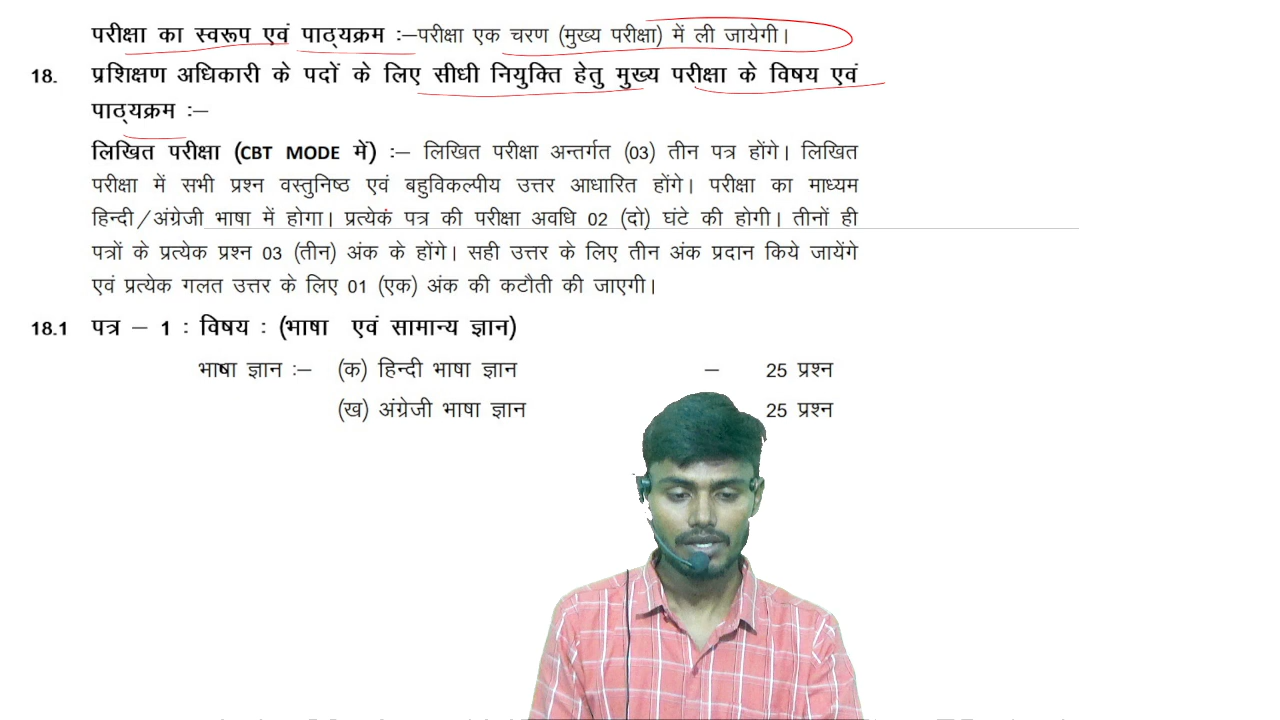 परीक्षा का स्वरूप एवं पाठ्यक्रम :–परीक्षा एक चरण (मुख्य परीक्षा) में ली जायेगी।
18. प्रशिक्षण अधिकारी के पदों के लिए सीधी नियुक्ति हेतु मुख्य परीक्षा के विषय एवं
पाठ्यक्रम :–
लिखित परीक्षा (CBT MODE में) :– लिखित परीक्षा अन्तर्गत (03) तीन पत्र होंगे। लिखित
परीक्षा में सभी प्रश्न वस्तुनिष्ठ एवं बहुविकल्पीय उत्तर आधारित होंगे। परीक्षा का माध्यम
हिन्दी/अंग्रेजी भाषा में होगा। प्रत्येक पत्र की परीक्षा अवधि 02 (दो) घंटे की होगी। तीनों ही
पत्रों के प्रत्येक प्रश्न 03 (तीन) अंक के होंगे। सही उत्तर के लिए तीन अंक प्रदान किये जायेंगे
एवं प्रत्येक गलत उत्तर के लिए 01 (एक) अंक की कटौती की जाएगी।
18.1 पत्र – 1 : विषय : (भाषा एवं सामान्य ज्ञान)
भाषा ज्ञान :– (क) हिन्दी भाषा ज्ञान – 25 प्रश्न
(ख) अंग्रेजी भाषा ज्ञान 25 प्रश्न